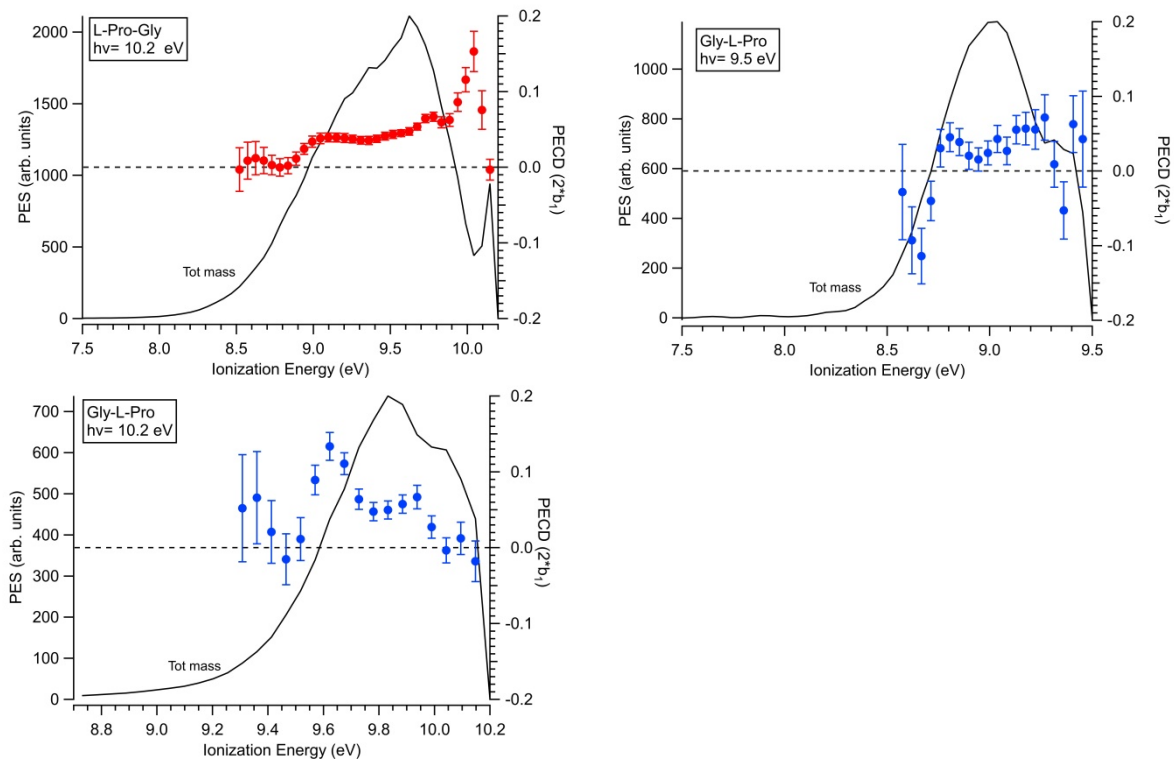 L-Pro-Gly
hν= 10.2 eV
2000
1500
1000
500
0
PES (arb. units)
Tot mass
0.2
0.1
0.0
-0.1
-0.2
PECD (2*b₁)
7.5 8.0 8.5 9.0 9.5 10.0
Ionization Energy (eV)
Gly-L-Pro
hν= 9.5 eV
1000
800
600
400
200
0
PES (arb. units)
Tot mass
0.2
0.1
0.0
-0.1
-0.2
PECD (2*b₁)
7.5 8.0 8.5 9.0 9.5
Ionization Energy (eV)
Gly-L-Pro
hν= 10.2 eV
700
600
500
400
300
200
100
0
PES (arb. units)
Tot mass
0.2
0.1
0.0
-0.1
-0.2
PECD (2*b₁)
8.8 9.0 9.2 9.4 9.6 9.8 10.0 10.2
Ionization Energy (eV)